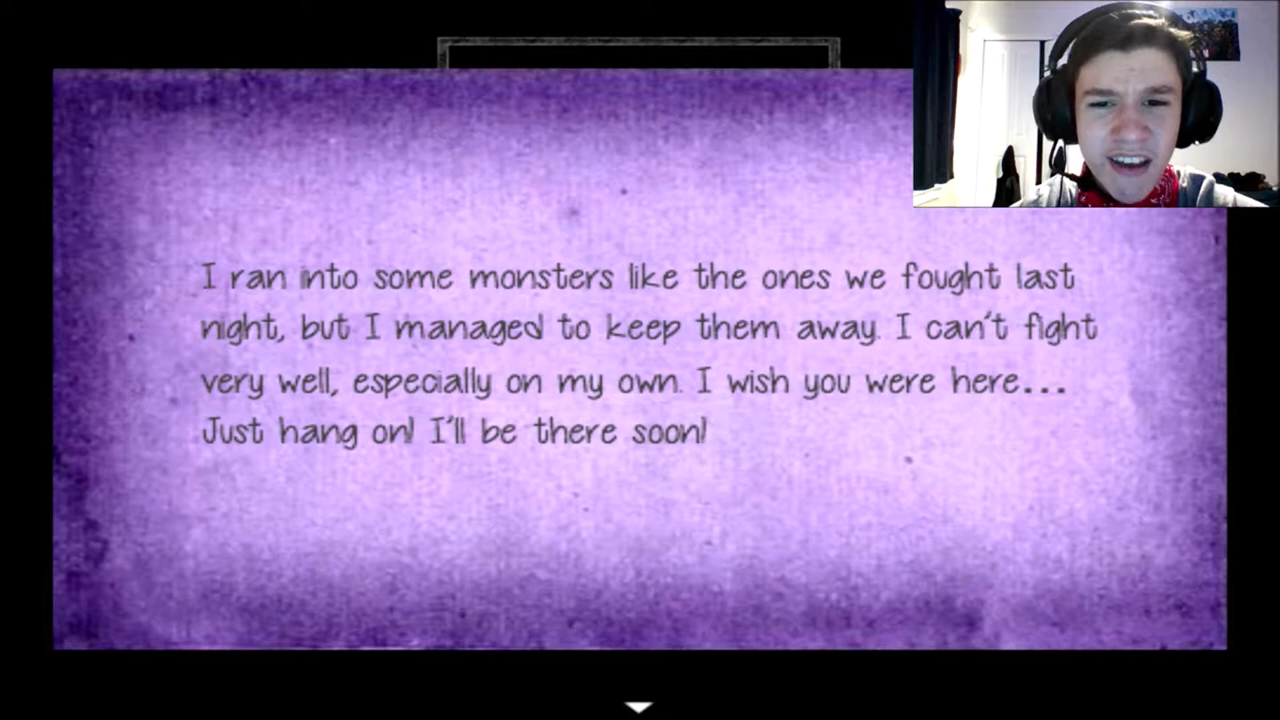 I ran into some monsters like the ones we fought last
night, but I managed to keep them away. I can't fight
very well, especially on my own. I wish you were here...
Just hang on! I'll be there soon!